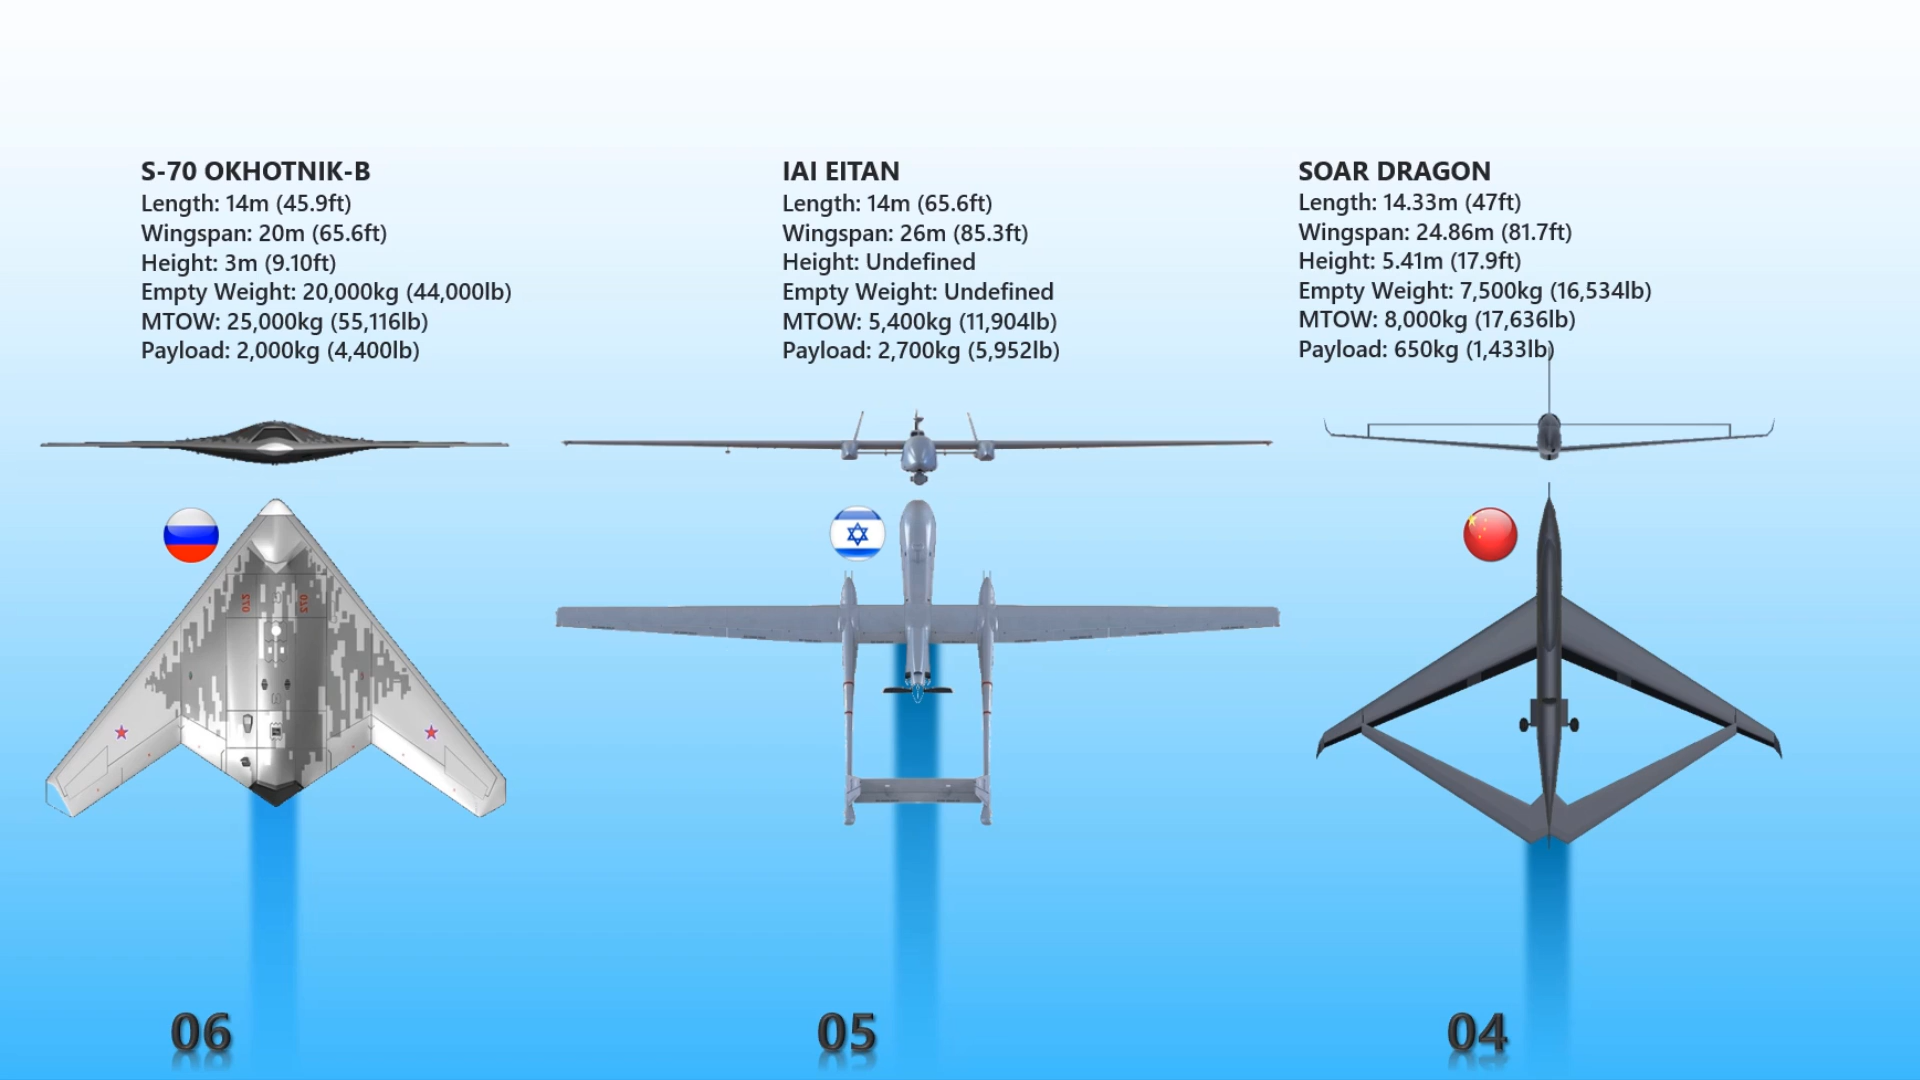 S-70 OKHOTNIK-B
Length: 14m (45.9ft)
Wingspan: 20m (65.6ft)
Height: 3m (9.10ft)
Empty Weight: 20,000kg (44,000lb)
MTOW: 25,000kg (55,116lb)
Payload: 2,000kg (4,400lb)
IAI EITAN
Length: 14m (65.6ft)
Wingspan: 26m (85.3ft)
Height: Undefined
Empty Weight: Undefined
MTOW: 5,400kg (11,904lb)
Payload: 2,700kg (5,952lb)
SOAR DRAGON
Length: 14.33m (47ft)
Wingspan: 24.86m (81.7ft)
Height: 5.41m (17.9ft)
Empty Weight: 7,500kg (16,534lb)
MTOW: 8,000kg (17,636lb)
Payload: 650kg (1,433lb)
06
05
04